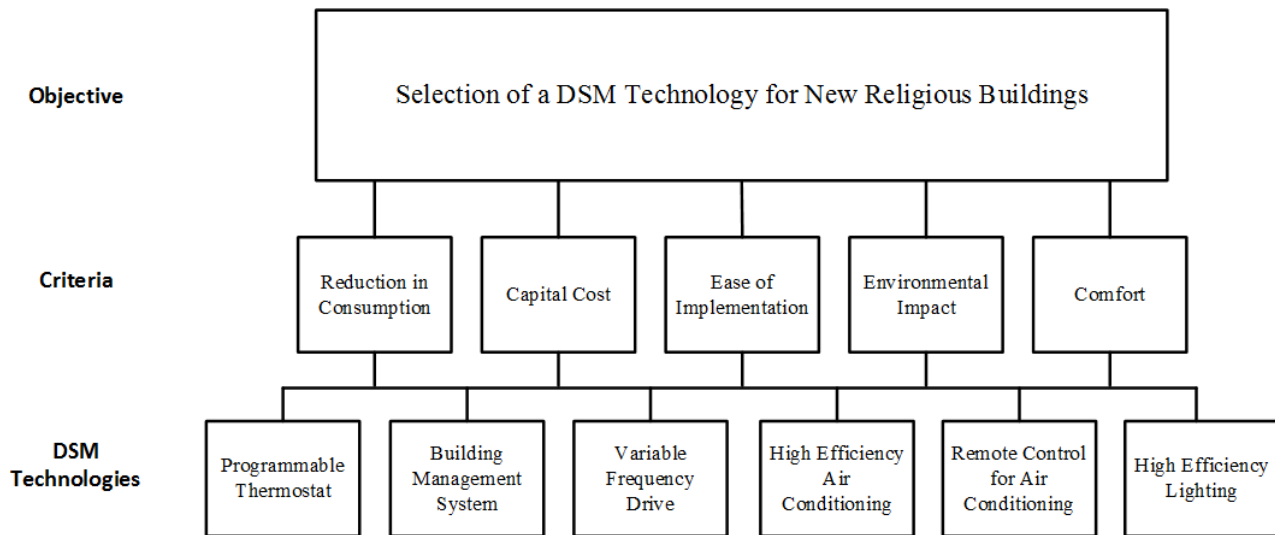 Objective
Selection of a DSM Technology for New Religious Buildings
Criteria
Reduction in
Consumption
Capital Cost
Ease of
Implementation
Environmental
Impact
Comfort
DSM
Technologies
Programmable
Thermostat
Building
Management
System
Variable
Frequency
Drive
High Efficiency
Air
Conditioning
Remote Control
for Air
Conditioning
High Efficiency
Lighting